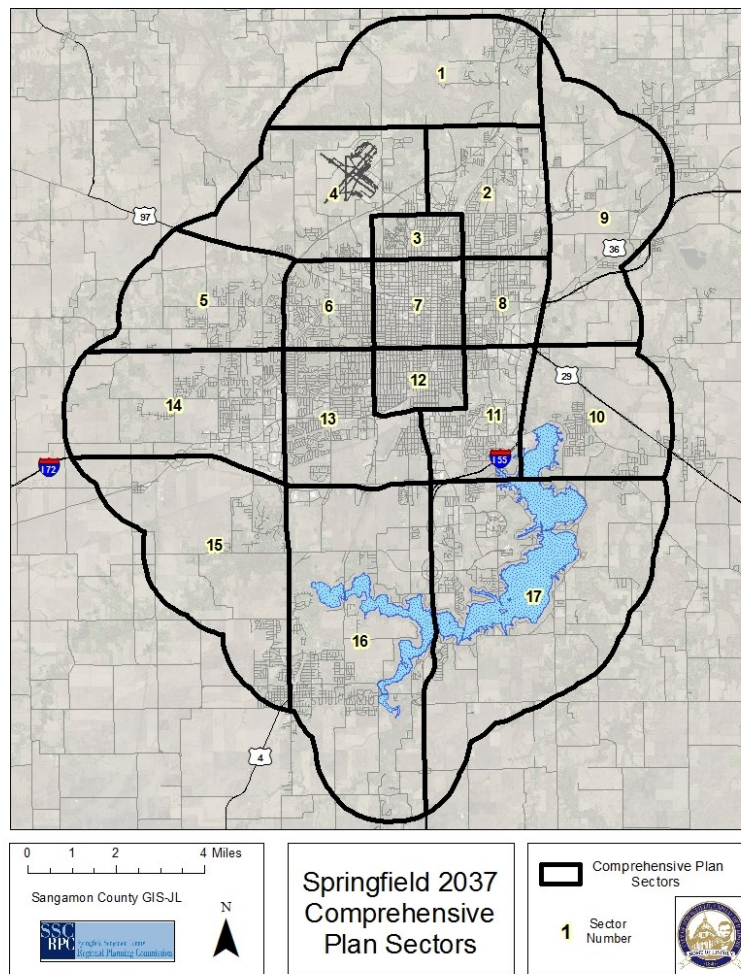 1
2
4
97
9
3
36
5
6
7
8
29
12
14
13
11
10
I 72
I 55
15
17
16
4
0 1 2 4 Miles
Sangamon County GIS-JL
SSC
RPC
Springfield Sangamon County
Regional Planning Commission
N
Springfield 2037
Comprehensive
Plan Sectors
Comprehensive Plan
Sectors
1 Sector
Number